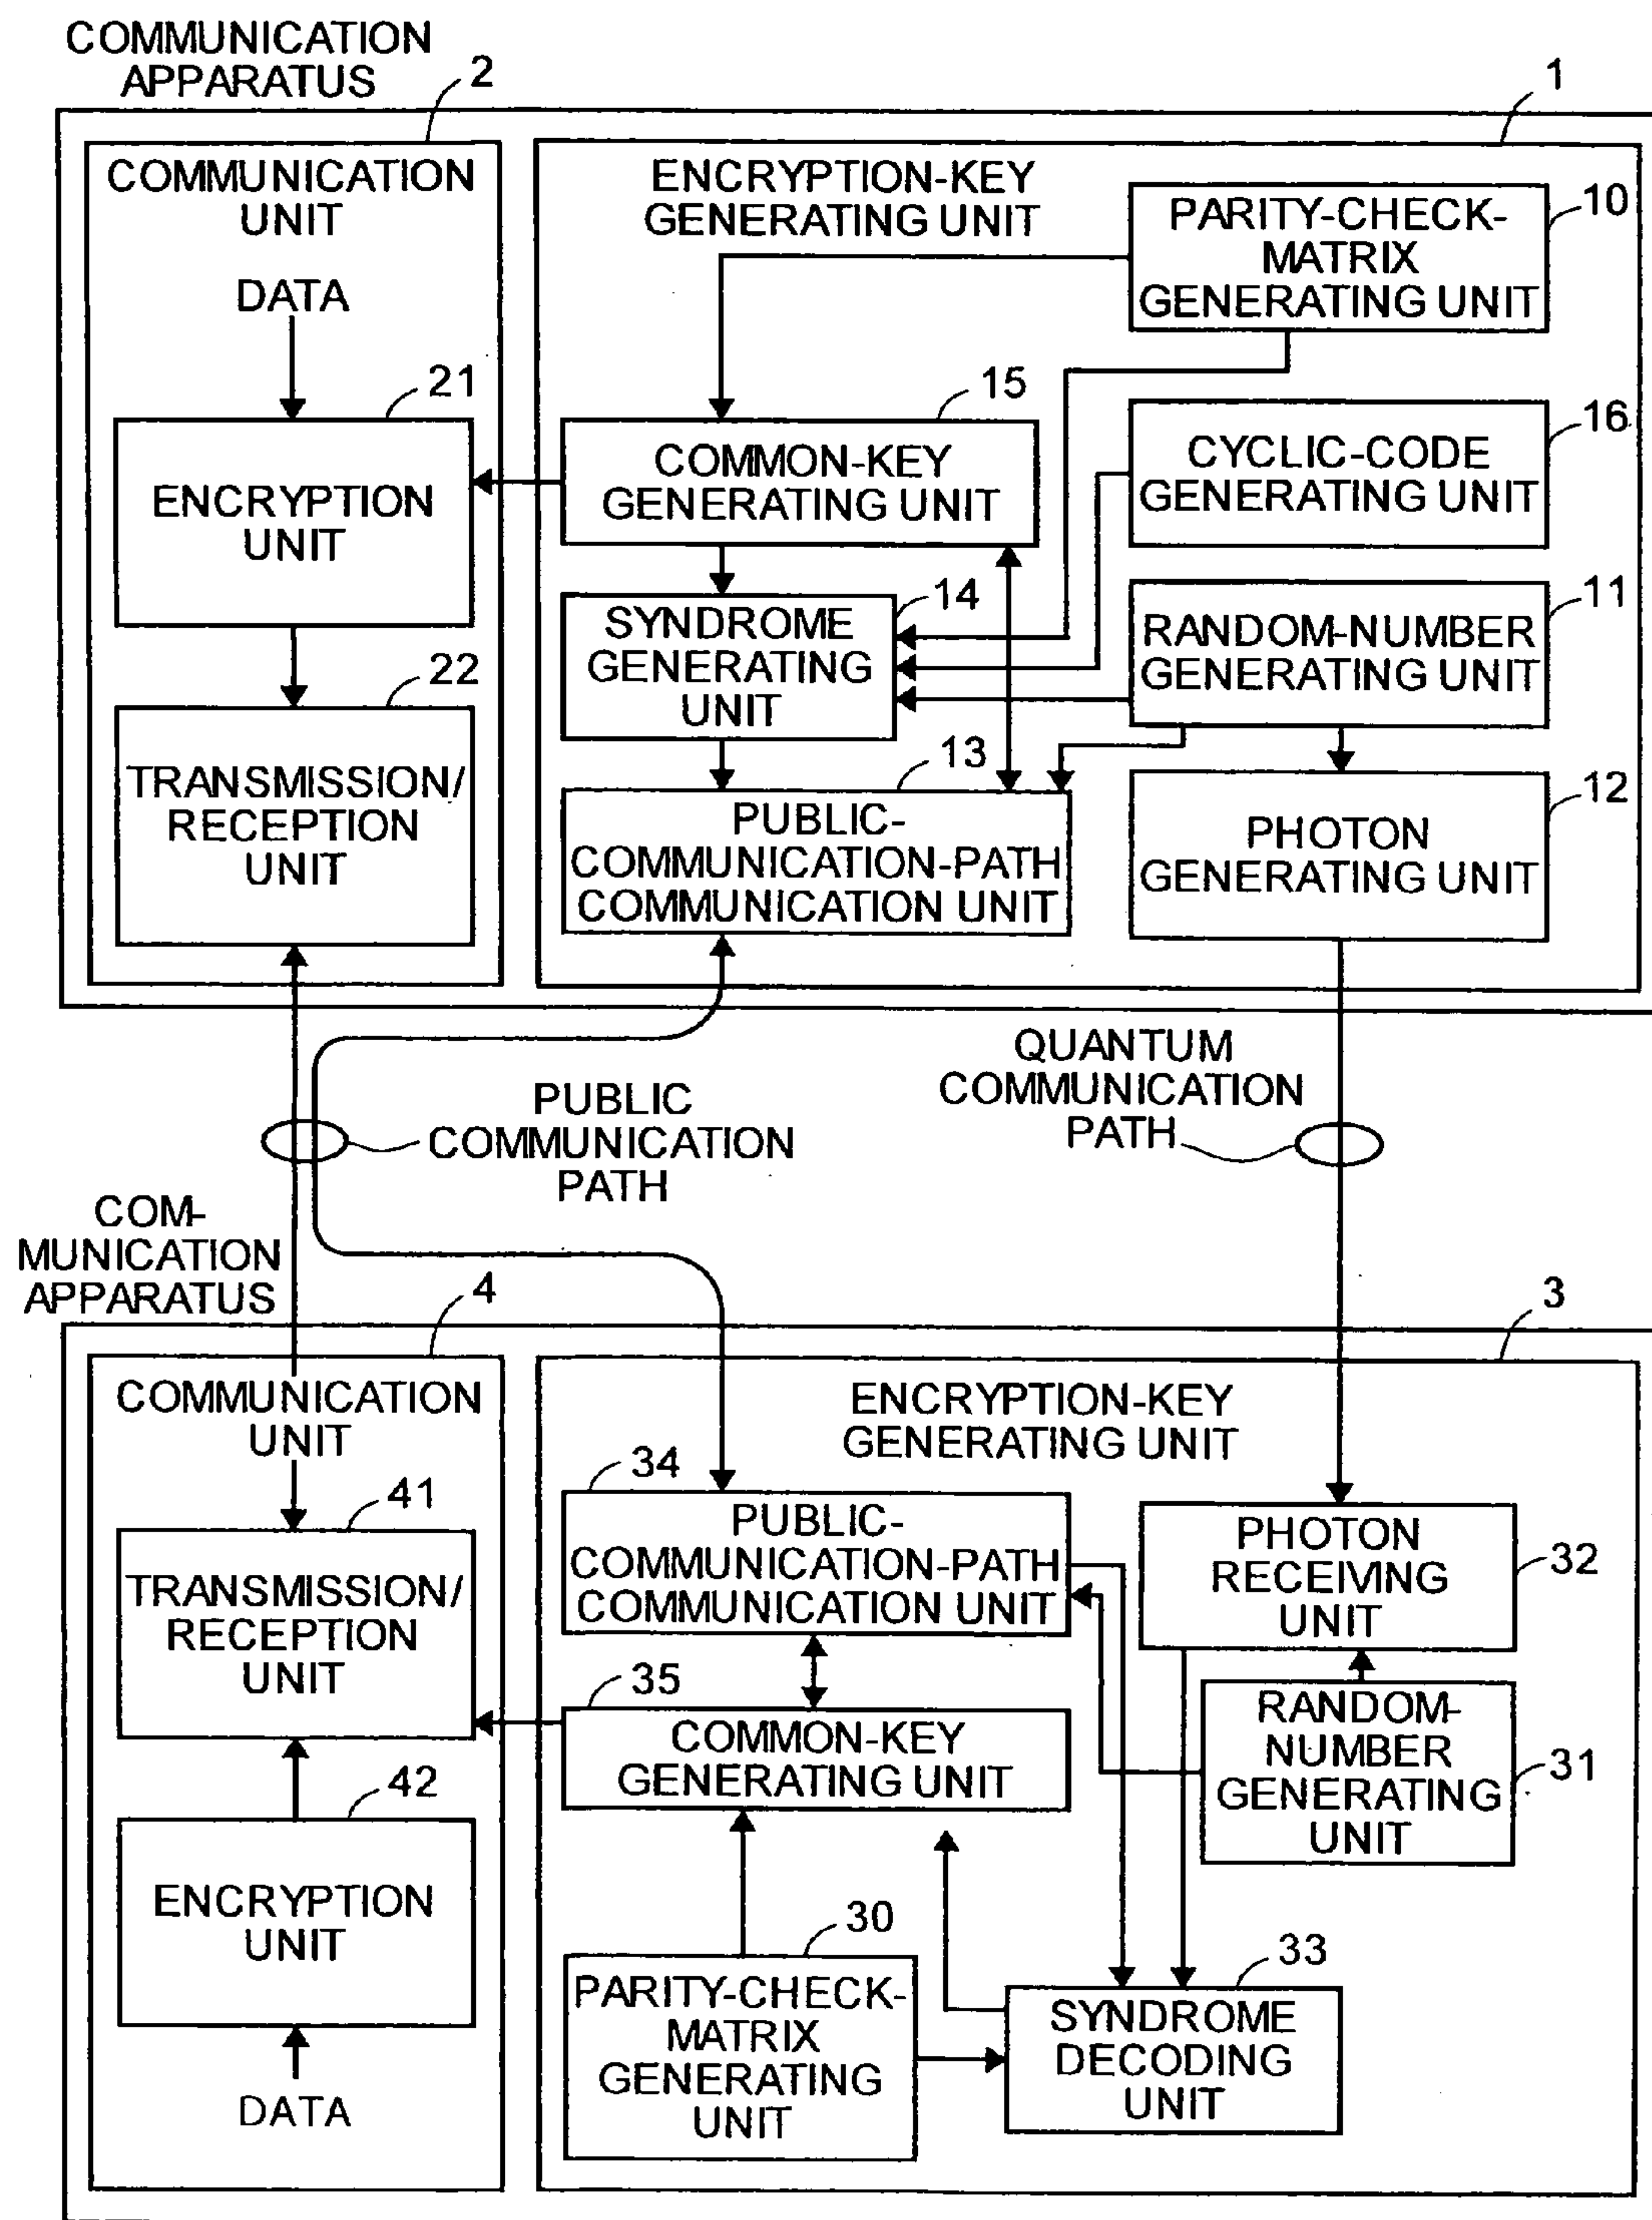 COMMUNICATION
APPARATUS
2
1
COMMUNICATION
UNIT
DATA
21
ENCRYPTION
UNIT
22
TRANSMISSION/
RECEPTION
UNIT
ENCRYPTION-KEY
GENERATING UNIT
PARITY-CHECK-
MATRIX
GENERATING UNIT
10
15
COMMON-KEY
GENERATING UNIT
CYCLIC-CODE
GENERATING UNIT
16
14
SYNDROME
GENERATING
UNIT
RANDOM-NUMBER
GENERATING UNIT
11
13
PUBLIC-
COMMUNICATION-PATH
COMMUNICATION UNIT
PHOTON
GENERATING UNIT
12
PUBLIC
COMMUNICATION
PATH
QUANTUM
COMMUNICATION
PATH
COM-
MUNICATION
APPARATUS
4
3
COMMUNICATION
UNIT
41
TRANSMISSION/
RECEPTION
UNIT
42
ENCRYPTION
UNIT
DATA
ENCRYPTION-KEY
GENERATING UNIT
34
PUBLIC-
COMMUNICATION-PATH
COMMUNICATION UNIT
PHOTON
RECEIVING
UNIT
32
35
COMMON-KEY
GENERATING UNIT
RANDOM-
NUMBER
GENERATING
UNIT
31
30
PARITY-CHECK-
MATRIX
GENERATING
UNIT
33
SYNDROME
DECODING
UNIT